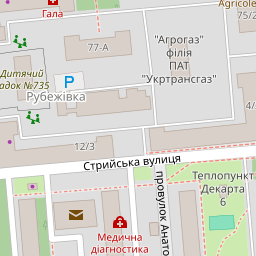 Гала
Agricole
75/2
77-А
"Агрогаз"
філія
ПАТ
"Укртрансгаз"
Дитячий
адок №735
P
Рубежівка
4/
12/3
Стрийська вулиця
провулок Анато
Теплопункт
Декарта
6
Медична
діагностика